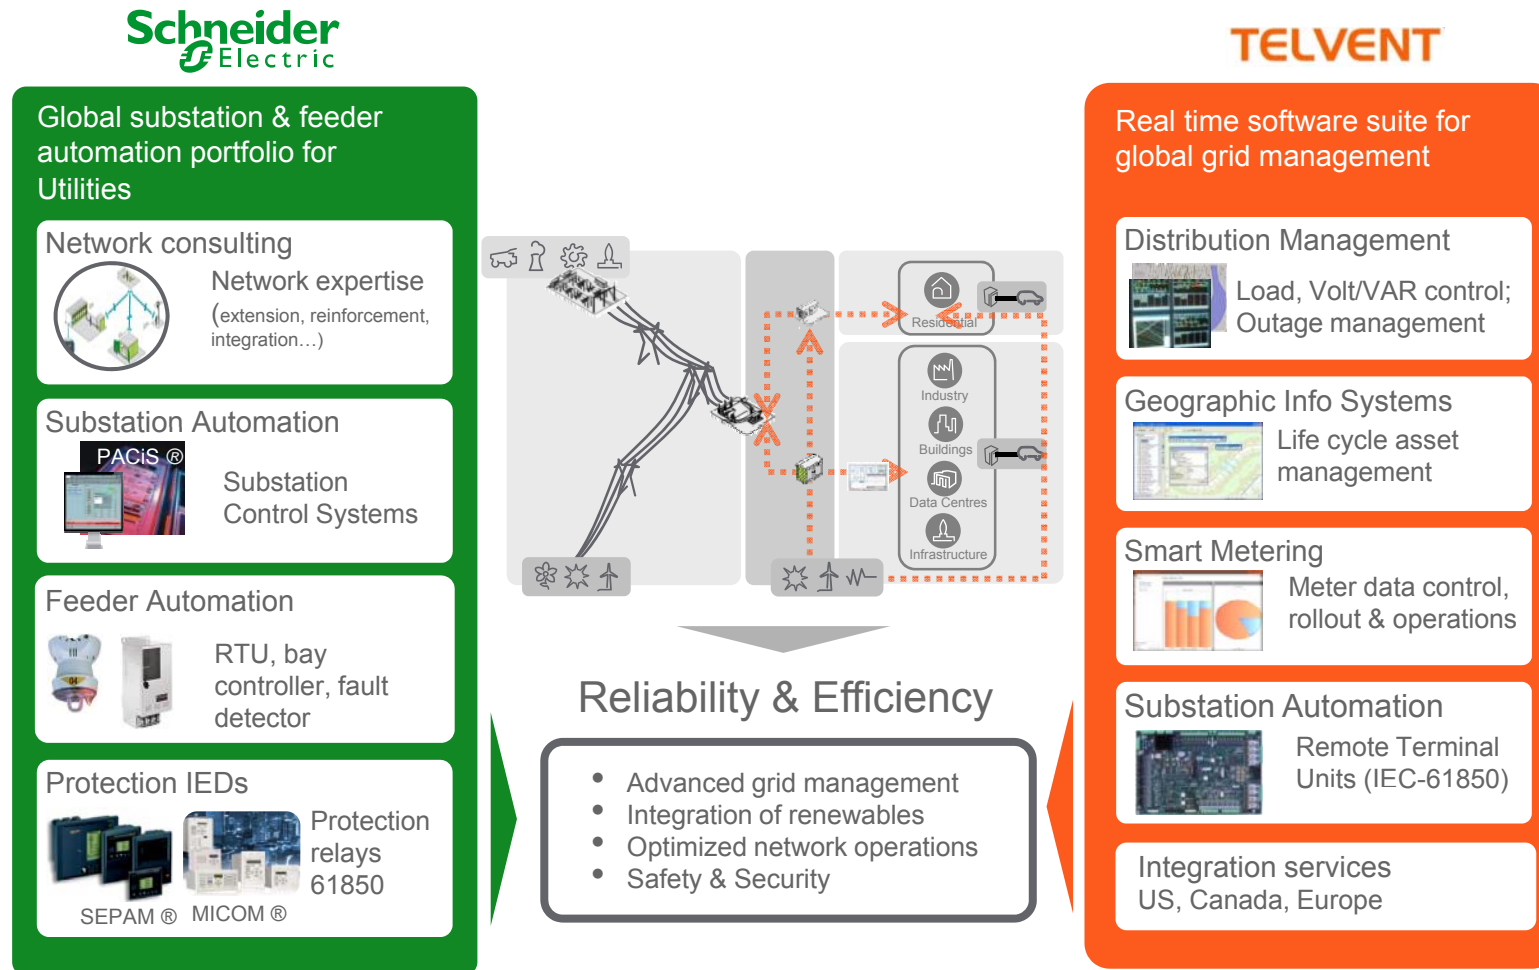 Schneider
Electric
TELVENT
Global substation & feeder
automation portfolio for
Utilities
Network consulting
Network expertise
(extension, reinforcement,
integration…)
Substation Automation
PACiS ®
Substation
Control Systems
Feeder Automation
RTU, bay
controller, fault
detector
Protection IEDs
Protection
relays
61850
SEPAM ®
MICOM ®
Residential
Industry
Buildings
Data Centres
Infrastructure
Reliability & Efficiency
• Advanced grid management
• Integration of renewables
• Optimized network operations
• Safety & Security
Real time software suite for
global grid management
Distribution Management
Load, Volt/VAR control;
Outage management
Geographic Info Systems
Life cycle asset
management
Smart Metering
Meter data control,
rollout & operations
Substation Automation
Remote Terminal
Units (IEC-61850)
Integration services
US, Canada, Europe